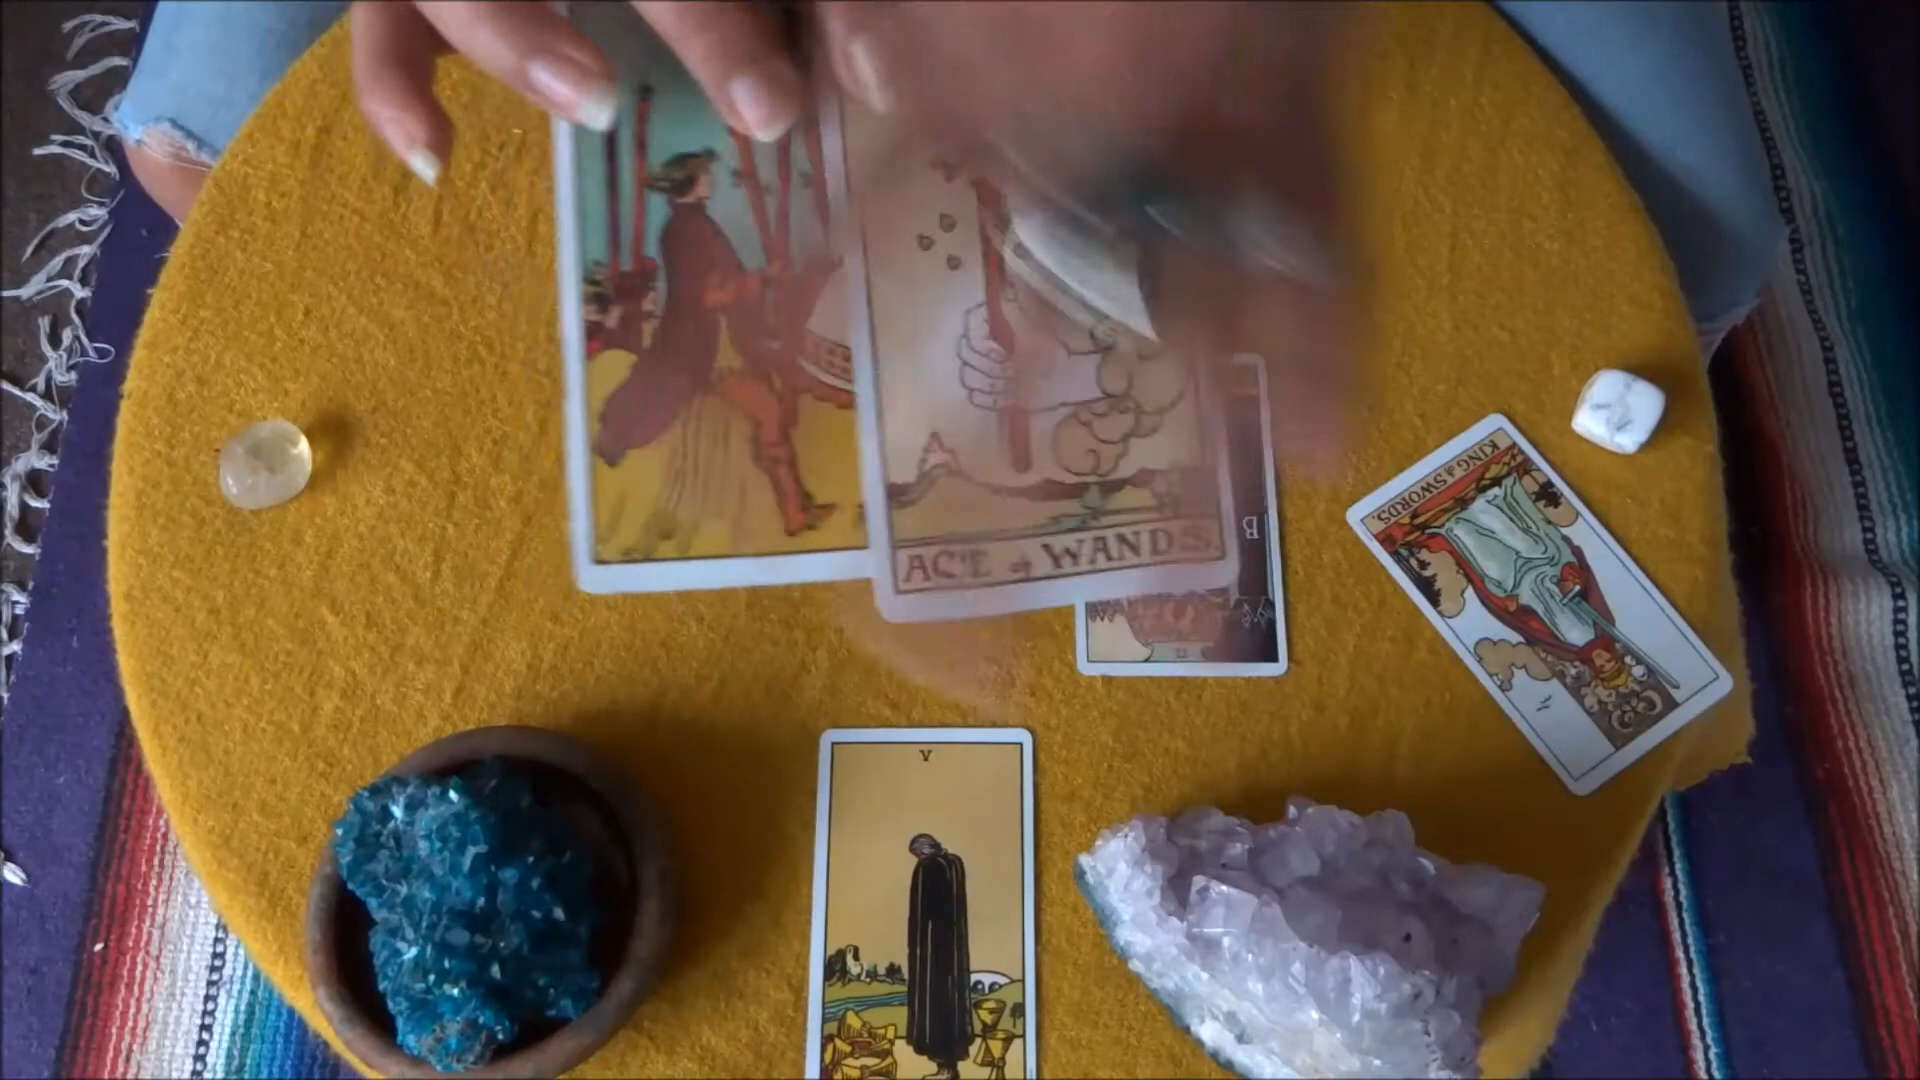 ACE of WANDS.
B
KING of SWORDS.
V